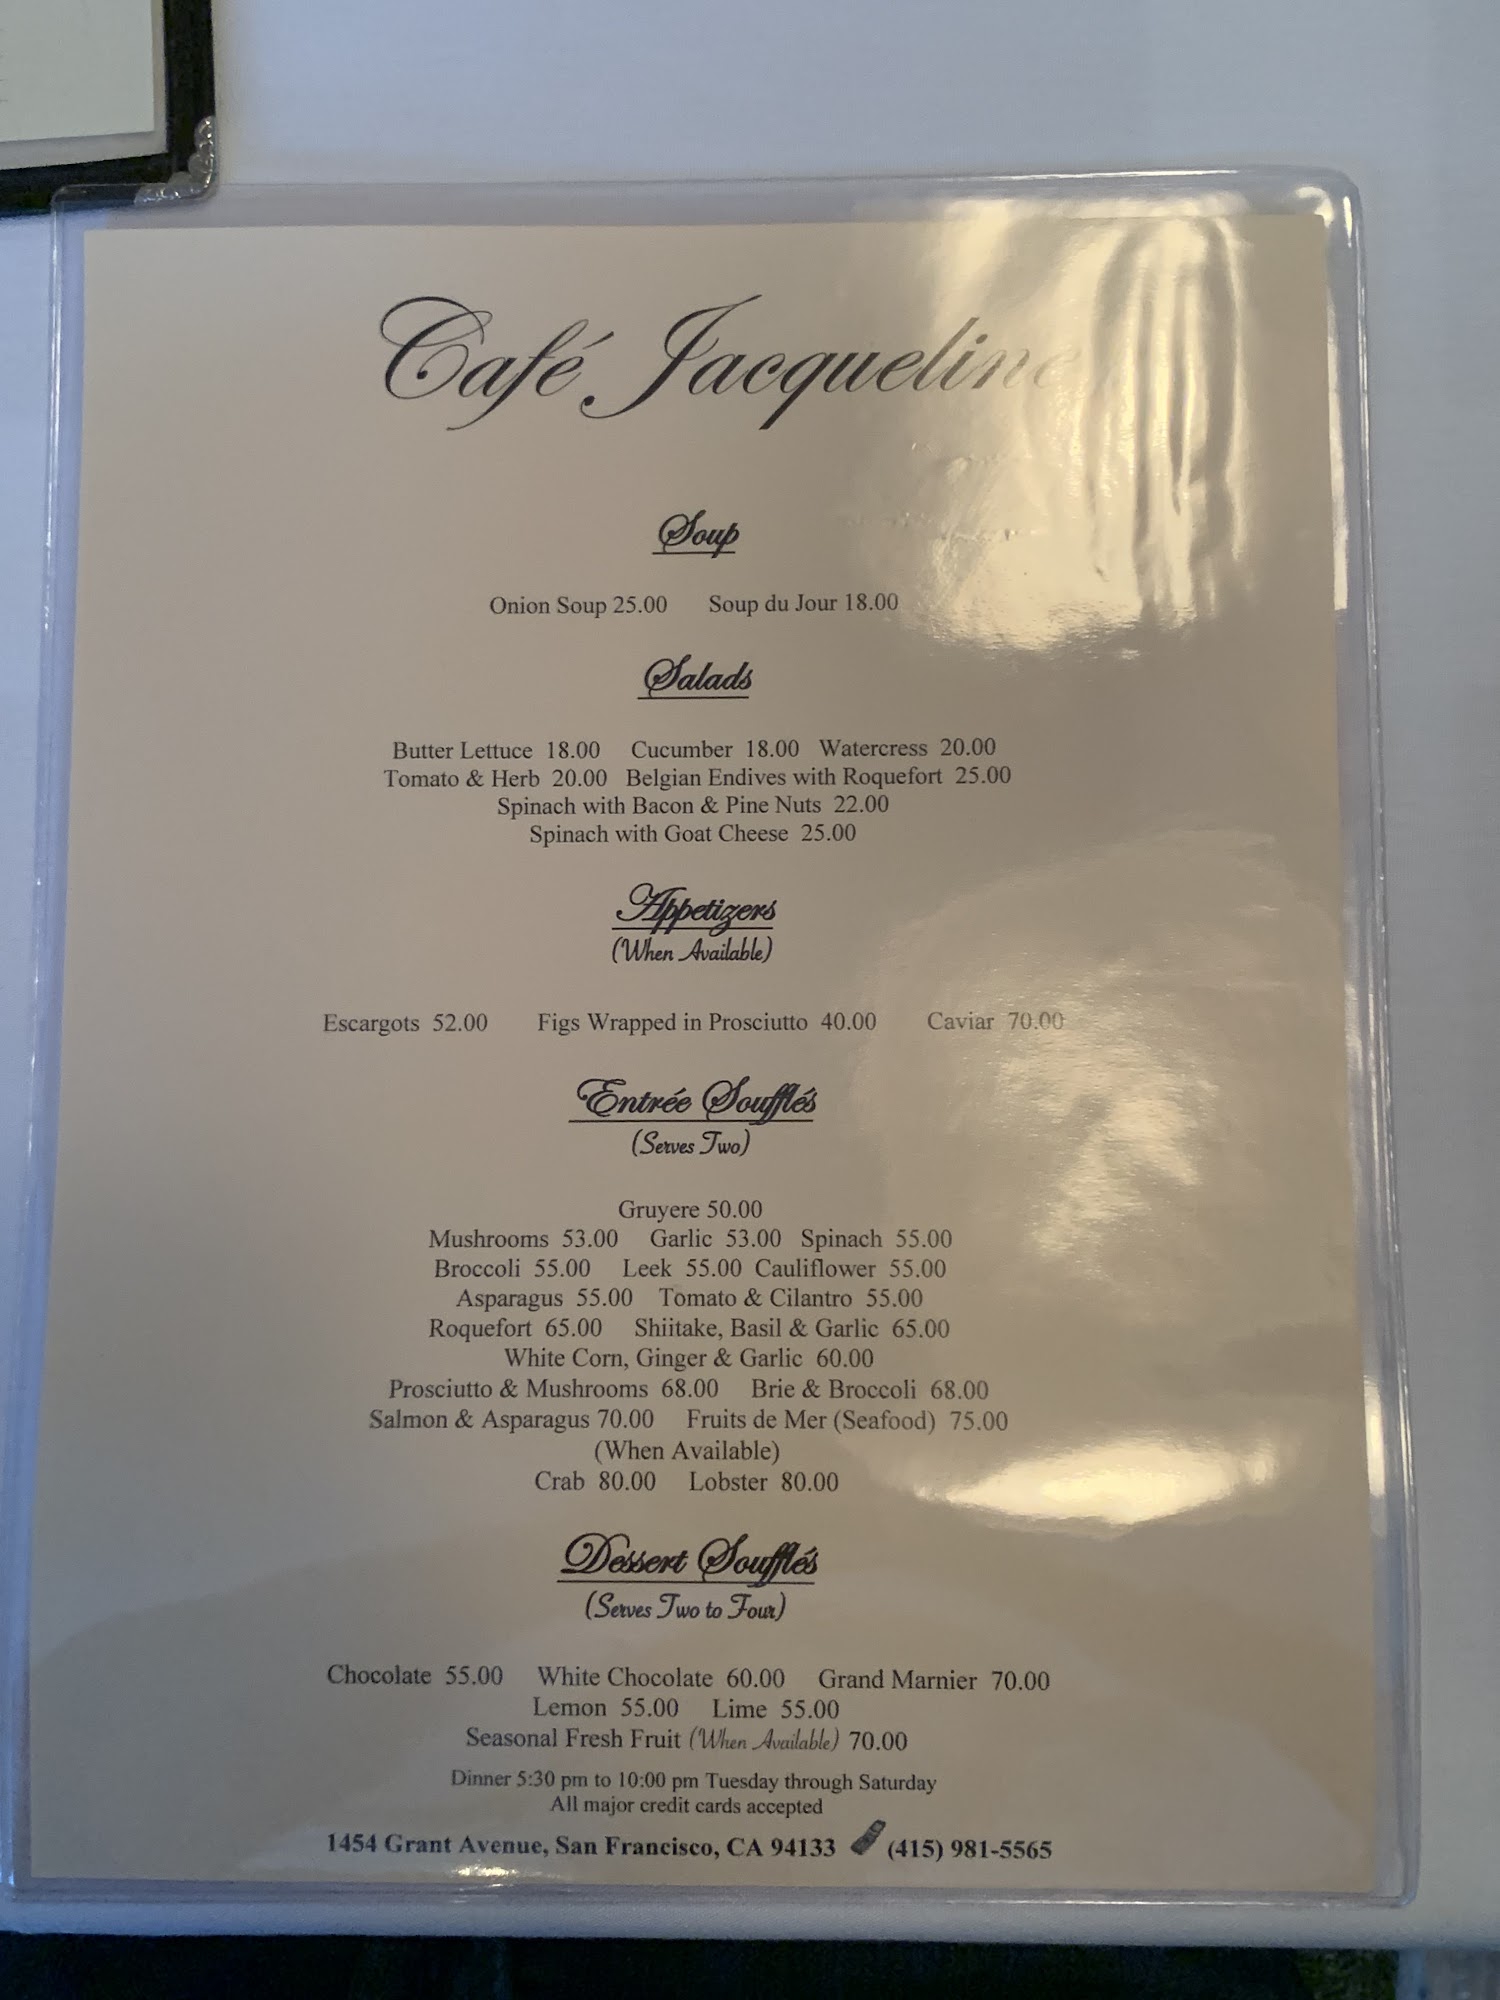 Café Jacqueline
Soup
Onion Soup 25.00 Soup du Jour 18.00
Salads
Butter Lettuce 18.00 Cucumber 18.00 Watercress 20.00
Tomato & Herb 20.00 Belgian Endives with Roquefort 25.00
Spinach with Bacon & Pine Nuts 22.00
Spinach with Goat Cheese 25.00
Appetizers
(When Available)
Escargots 52.00 Figs Wrapped in Prosciutto 40.00 Caviar 70.00
Entrée Soufflés
(Serves Two)
Gruyere 50.00
Mushrooms 53.00 Garlic 53.00 Spinach 55.00
Broccoli 55.00 Leek 55.00 Cauliflower 55.00
Asparagus 55.00 Tomato & Cilantro 55.00
Roquefort 65.00 Shiitake, Basil & Garlic 65.00
White Corn, Ginger & Garlic 60.00
Prosciutto & Mushrooms 68.00 Brie & Broccoli 68.00
Salmon & Asparagus 70.00 Fruits de Mer (Seafood) 75.00
(When Available)
Crab 80.00 Lobster 80.00
Dessert Soufflés
(Serves Two to Four)
Chocolate 55.00 White Chocolate 60.00 Grand Marnier 70.00
Lemon 55.00 Lime 55.00
Seasonal Fresh Fruit (When Available) 70.00
Dinner 5:30 pm to 10:00 pm Tuesday through Saturday
All major credit cards accepted
1454 Grant Avenue, San Francisco, CA 94133 (415) 981-5565